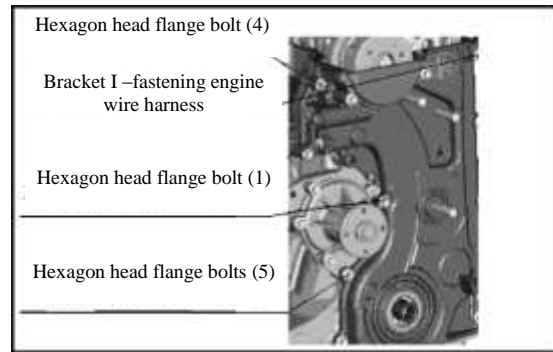 Hexagon head flange bolt (4)
Bracket I –fastening engine
wire harness
Hexagon head flange bolt (1)
Hexagon head flange bolts (5)